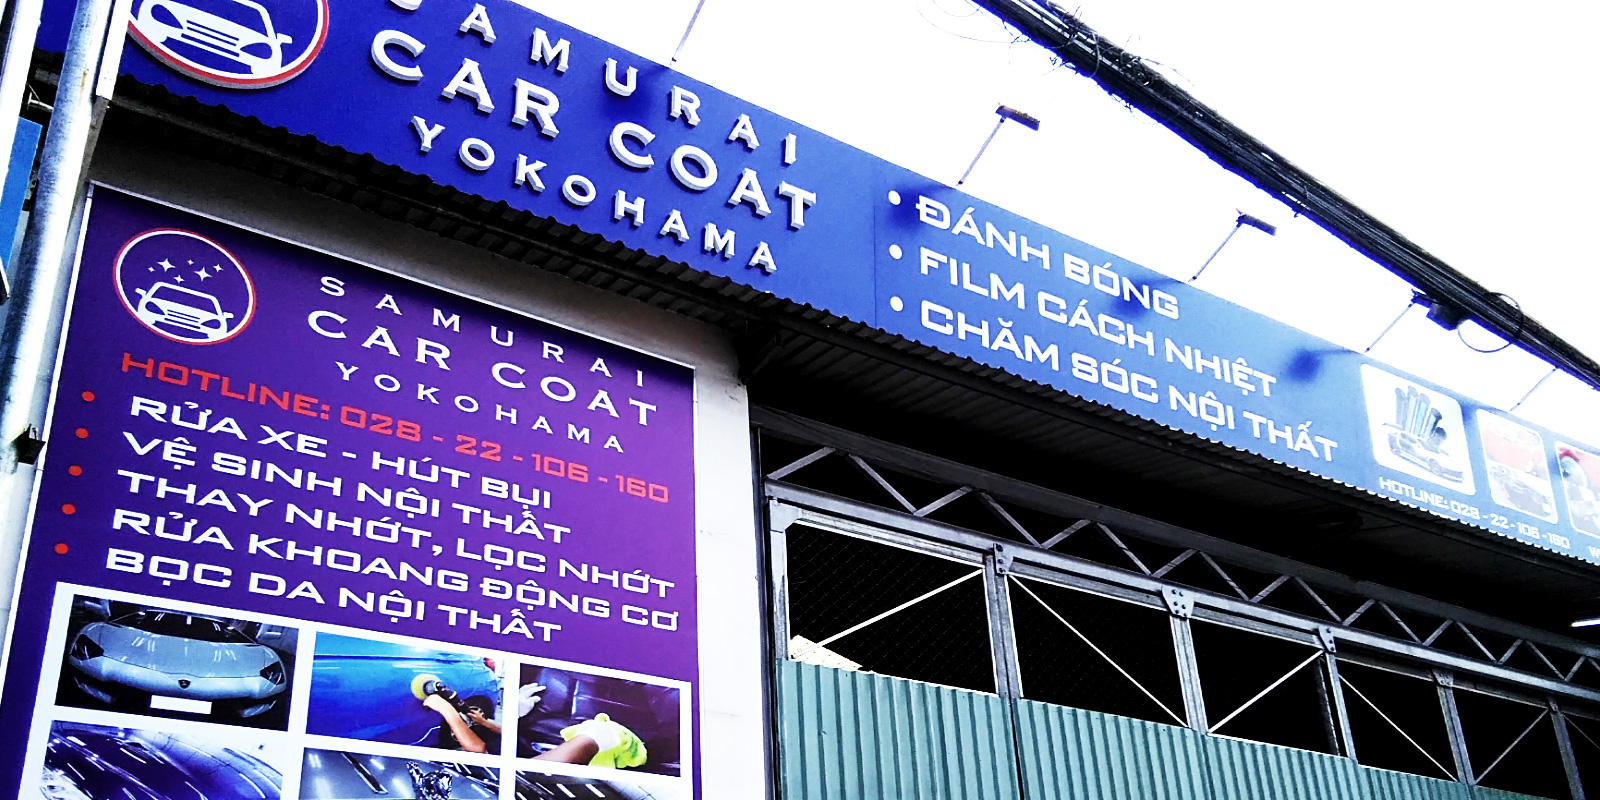 SAMURAI
CAR COAT
YOKOHAMA
• ĐÁNH BÓNG
• FILM CÁCH NHIỆT
• CHĂM SÓC NỘI THẤT
HOTLINE: 028 - 22 - 106 - 160
SAMURAI
CAR COAT
YOKOHAMA
HOTLINE: 028 - 22 - 106 - 160
• RỬA XE - HÚT BỤI
• VỆ SINH NỘI THẤT
• THAY NHỚT, LỌC NHỚT
• RỬA KHOANG ĐỘNG CƠ
• BỌC DA NỘI THẤT